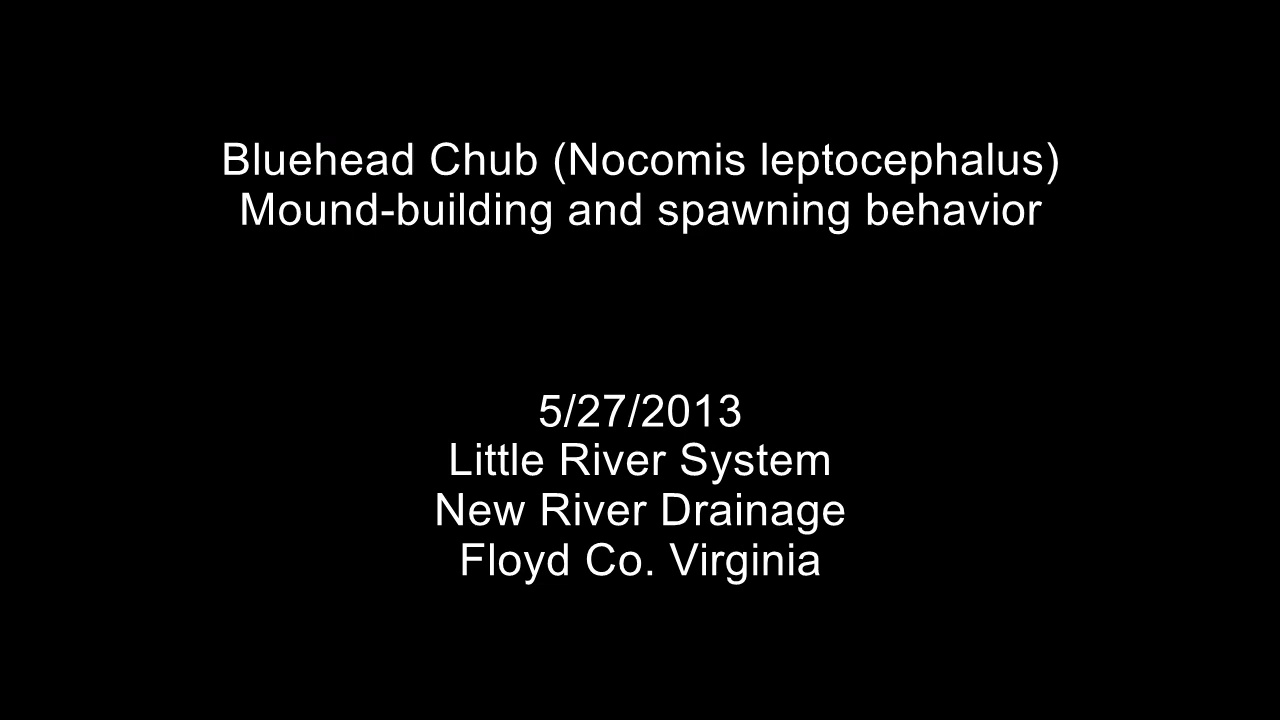 Bluehead Chub (Nocomis leptocephalus)
Mound-building and spawning behavior
5/27/2013
Little River System
New River Drainage
Floyd Co. Virginia